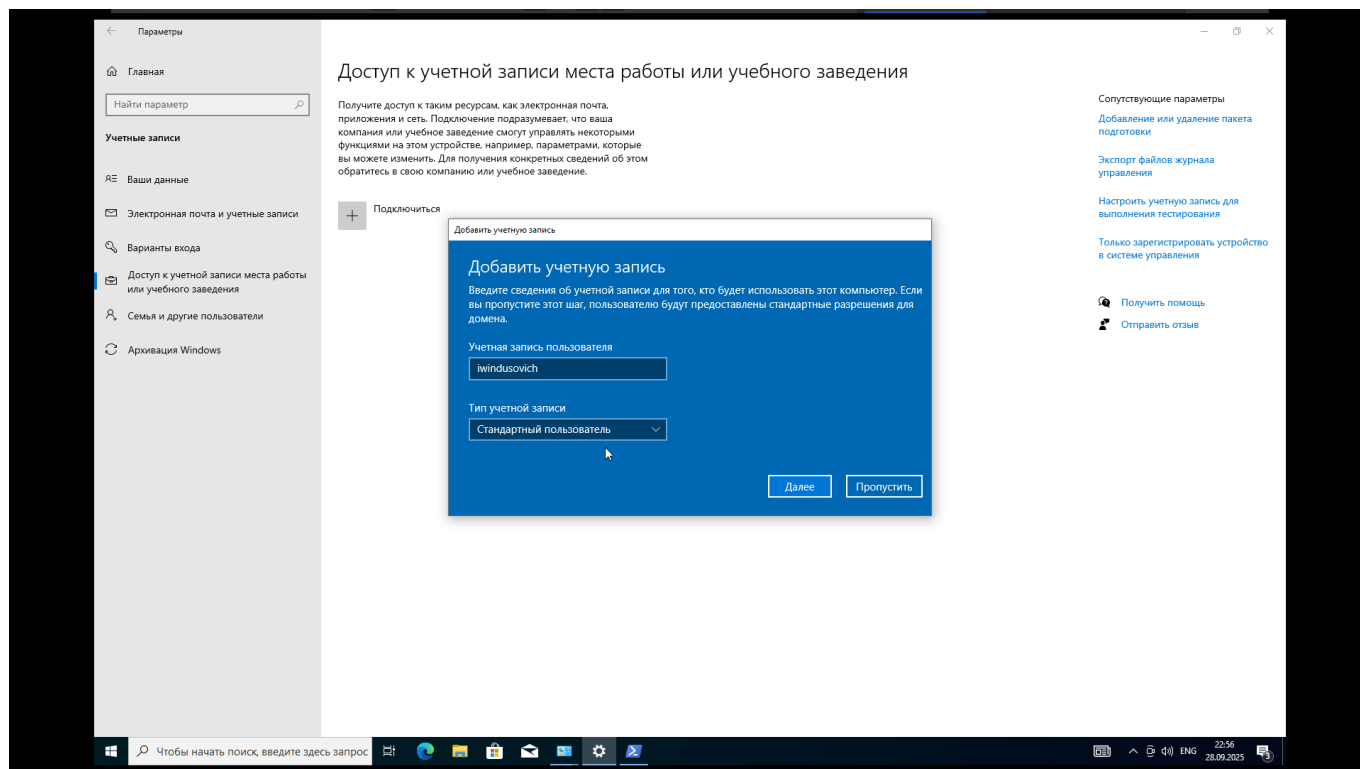 Параметры
Главная
Найти параметр
Учетные записи
Ваши данные
Электронная почта и учетные записи
Варианты входа
Доступ к учетной записи места работы
или учебного заведения
Семья и другие пользователи
Архивация Windows
Доступ к учетной записи места работы или учебного заведения
Получите доступ к таким ресурсам, как электронная почта,
приложения и сеть. Подключение подразумевает, что ваша
компания или учебное заведение смогут управлять некоторыми
функциями на этом устройстве, например, параметрами, которые
вы можете изменить. Для получения конкретных сведений об этом
обратитесь в свою компанию или учебное заведение.
Подключиться
Добавить учетную запись
Добавить учетную запись
Введите сведения об учетной записи для того, кто будет использовать этот компьютер. Если
вы пропустите этот шаг, пользователю будут предоставлены стандартные разрешения для
домена.
Учетная запись пользователя
iwindusovich
Тип учетной записи
Стандартный пользователь
Далее
Пропустить
Сопутствующие параметры
Добавление или удаление пакета
подготовки
Экспорт файлов журнала
управления
Настроить учетную запись для
выполнения тестирования
Только зарегистрировать устройство
в системе управления
Получить помощь
Отправить отзыв
Чтобы начать поиск, введите здесь запрос
ENG
22:56
28.09.2025
3